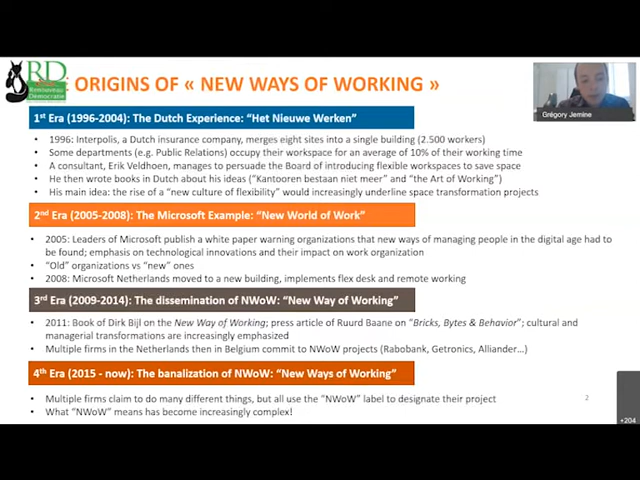 RD
Renouveau
Démocratie
ORIGINS OF « NEW WAYS OF WORKING »
Grégory Jemine
1st Era (1996-2004): The Dutch Experience: “Het Nieuwe Werken”
• 1996: Interpolis, a Dutch insurance company, merges eight sites into a single building (2.500 workers)
• Some departments (e.g. Public Relations) occupy their workspace for an average of 10% of their working time
• A consultant, Erik Veldhoen, manages to persuade the Board of introducing flexible workspaces to save space
• He then wrote books in Dutch about his ideas (“Kantooren bestaan niet meer” and “the Art of Working”)
• His main idea: the rise of a “new culture of flexibility” would increasingly underline space transformation projects
2nd Era (2005-2008): The Microsoft Example: “New World of Work”
• 2005: Leaders of Microsoft publish a white paper warning organizations that new ways of managing people in the digital age had to
be found; emphasis on technological innovations and their impact on work organization
• “Old” organizations vs “new” ones
• 2008: Microsoft Netherlands moved to a new building, implements flex desk and remote working
3rd Era (2009-2014): The dissemination of NWoW: “New Way of Working”
• 2011: Book of Dirk Bijl on the New Way of Working; press article of Ruurd Baane on “Bricks, Bytes & Behavior”; cultural and
managerial transformations are increasingly emphasized
• Multiple firms in the Netherlands then in Belgium commit to NWoW projects (Rabobank, Getronics, Alliander…)
4th Era (2015 - now): The banalization of NWoW: “New Ways of Working”
• Multiple firms claim to do many different things, but all use the “NWoW” label to designate their project
• What “NWoW” means has become increasingly complex!
2
+204